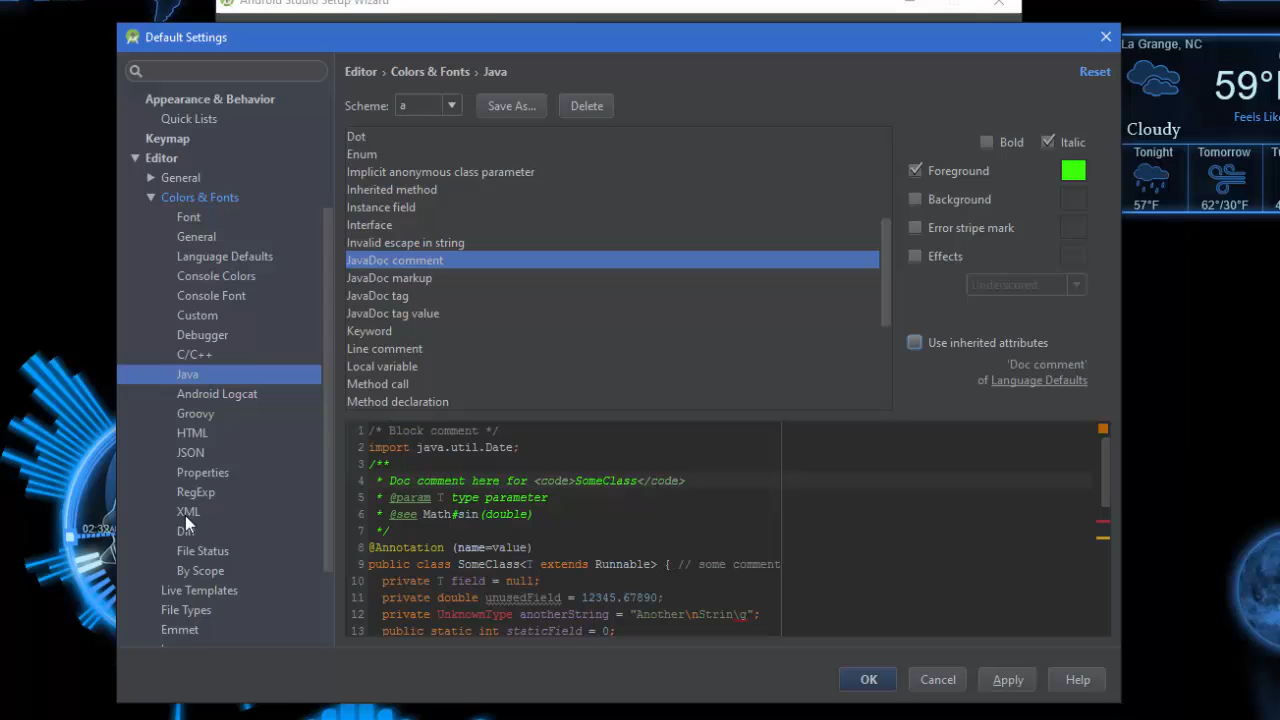 Android Studio Setup Wizard
Default Settings
Appearance & Behavior
Quick Lists
Keymap
Editor
General
Colors & Fonts
Font
General
Language Defaults
Console Colors
Console Font
Custom
Debugger
C/C++
Java
Android Logcat
Groovy
HTML
JSON
Properties
RegExp
XML
File Status
By Scope
Live Templates
File Types
Emmet
Editor › Colors & Fonts › Java
Reset
Scheme: a Save As... Delete
Dot
Enum
Implicit anonymous class parameter
Inherited method
Instance field
Interface
Invalid escape in string
JavaDoc comment
JavaDoc markup
JavaDoc tag
JavaDoc tag value
Keyword
Line comment
Local variable
Method call
Method declaration
Bold Italic
Foreground
Background
Error stripe mark
Effects
Underscored
Use inherited attributes
'Doc comment'
of Language Defaults
1 /* Block comment */
2 import java.util.Date;
3 /**
4 * Doc comment here for <code>SomeClass</code>
5 * @param T type parameter
6 * @see Math#sin(double)
7 */
8 @Annotation (name=value)
9 public class SomeClass<T extends Runnable> { // some comment
10 private T field = null;
11 private double unusedField = 12345.67890;
12 private UnknownType anotherString = "Another\nStrin\g";
13 public static int staticField = 0;
OK Cancel Apply Help
La Grange, NC
59°
Feels Like
Cloudy
Tonight Tomorrow
57°F 62°/30°F